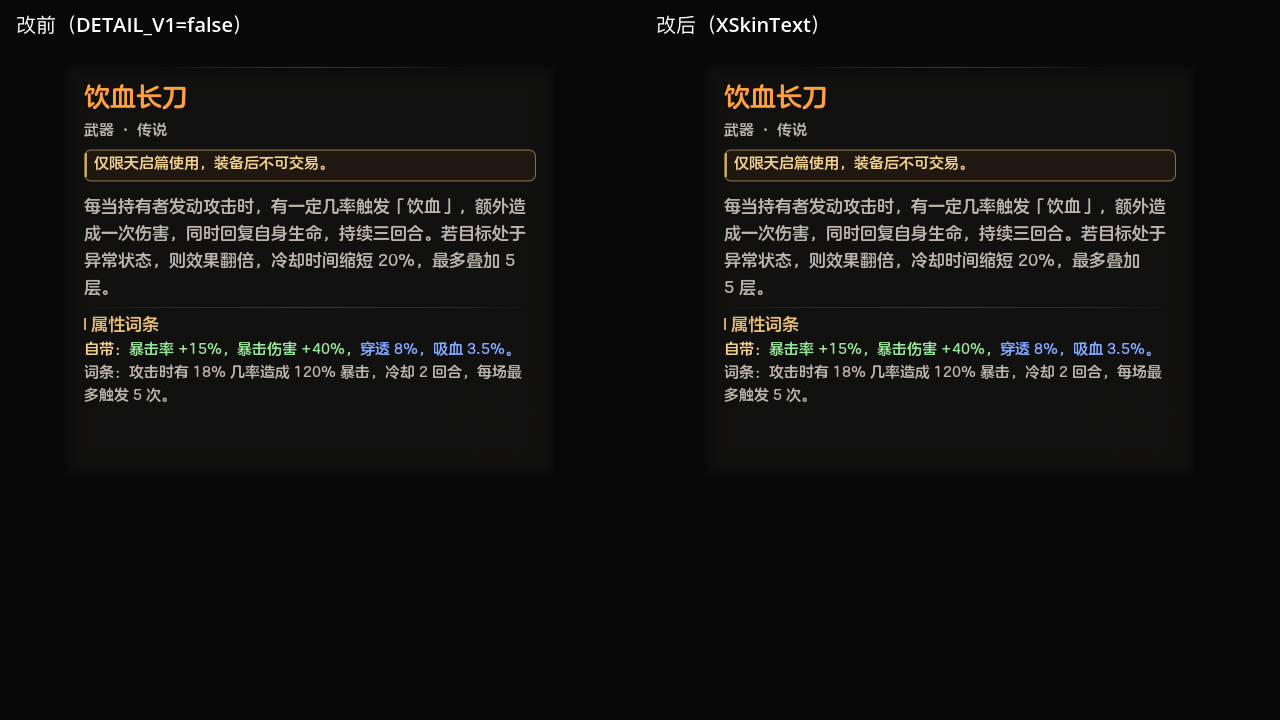 改前（DETAIL_V1=false）
饮血长刀
武器 · 传说
仅限天启篇使用，装备后不可交易。
每当持有者发动攻击时，有一定几率触发「饮血」，额外造
成一次伤害，同时回复自身生命，持续三回合。若目标处于
异常状态，则效果翻倍，冷却时间缩短 20%，最多叠加 5
层。
属性词条
自带：暴击率 +15%，暴击伤害 +40%，穿透 8%，吸血 3.5%。
词条：攻击时有 18% 几率造成 120% 暴击，冷却 2 回合，每场最
多触发 5 次。
改后（XSkinText）
饮血长刀
武器 · 传说
仅限天启篇使用，装备后不可交易。
每当持有者发动攻击时，有一定几率触发「饮血」，额外造
成一次伤害，同时回复自身生命，持续三回合。若目标处于
异常状态，则效果翻倍，冷却时间缩短 20%，最多叠加
5 层。
属性词条
自带：暴击率 +15%，暴击伤害 +40%，穿透 8%，吸血 3.5%。
词条：攻击时有 18% 几率造成 120% 暴击，冷却 2 回合，每场最
多触发 5 次。